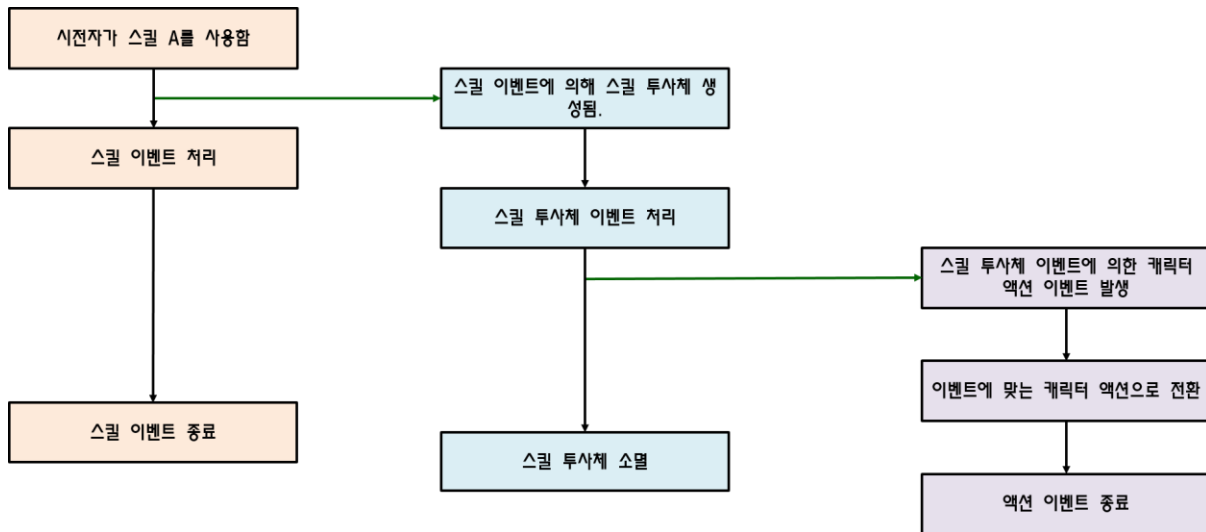 시전자가 스킬 A를 사용함
스킬 이벤트에 의해 스킬 투사체 생
성됨.
스킬 이벤트 처리
스킬 투사체 이벤트 처리
스킬 투사체 이벤트에 의한 캐릭터
액션 이벤트 발생
이벤트에 맞는 캐릭터 액션으로 전환
스킬 이벤트 종료
스킬 투사체 소멸
액션 이벤트 종료